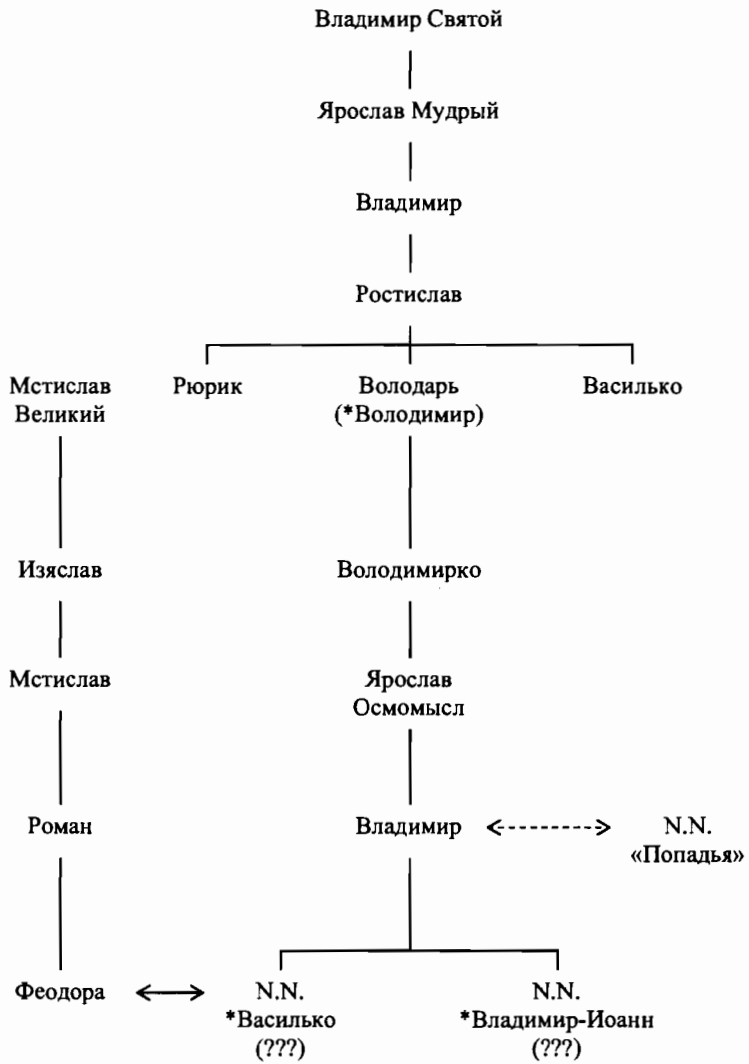 Владимир Святой
Ярослав Мудрый
Владимир
Ростислав
Мстислав
Великий
Рюрик
Володарь
(*Володимир)
Василько
Изяслав
Володимирко
Мстислав
Ярослав
Осмомысл
Роман
Владимир
N.N.
«Попадья»
Феодора
N.N.
*Василько
(???)
N.N.
*Владимир-Иоанн
(???)